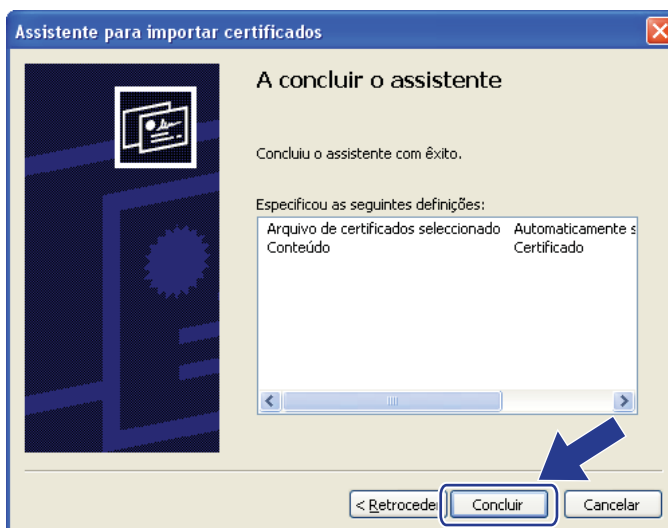 Assistente para importar certificados
A concluir o assistente
Concluiu o assistente com êxito.
Especificou as seguintes definições:
Arquivo de certificados seleccionado Automaticamente s
Conteúdo Certificado
< Retroceder Concluir Cancelar